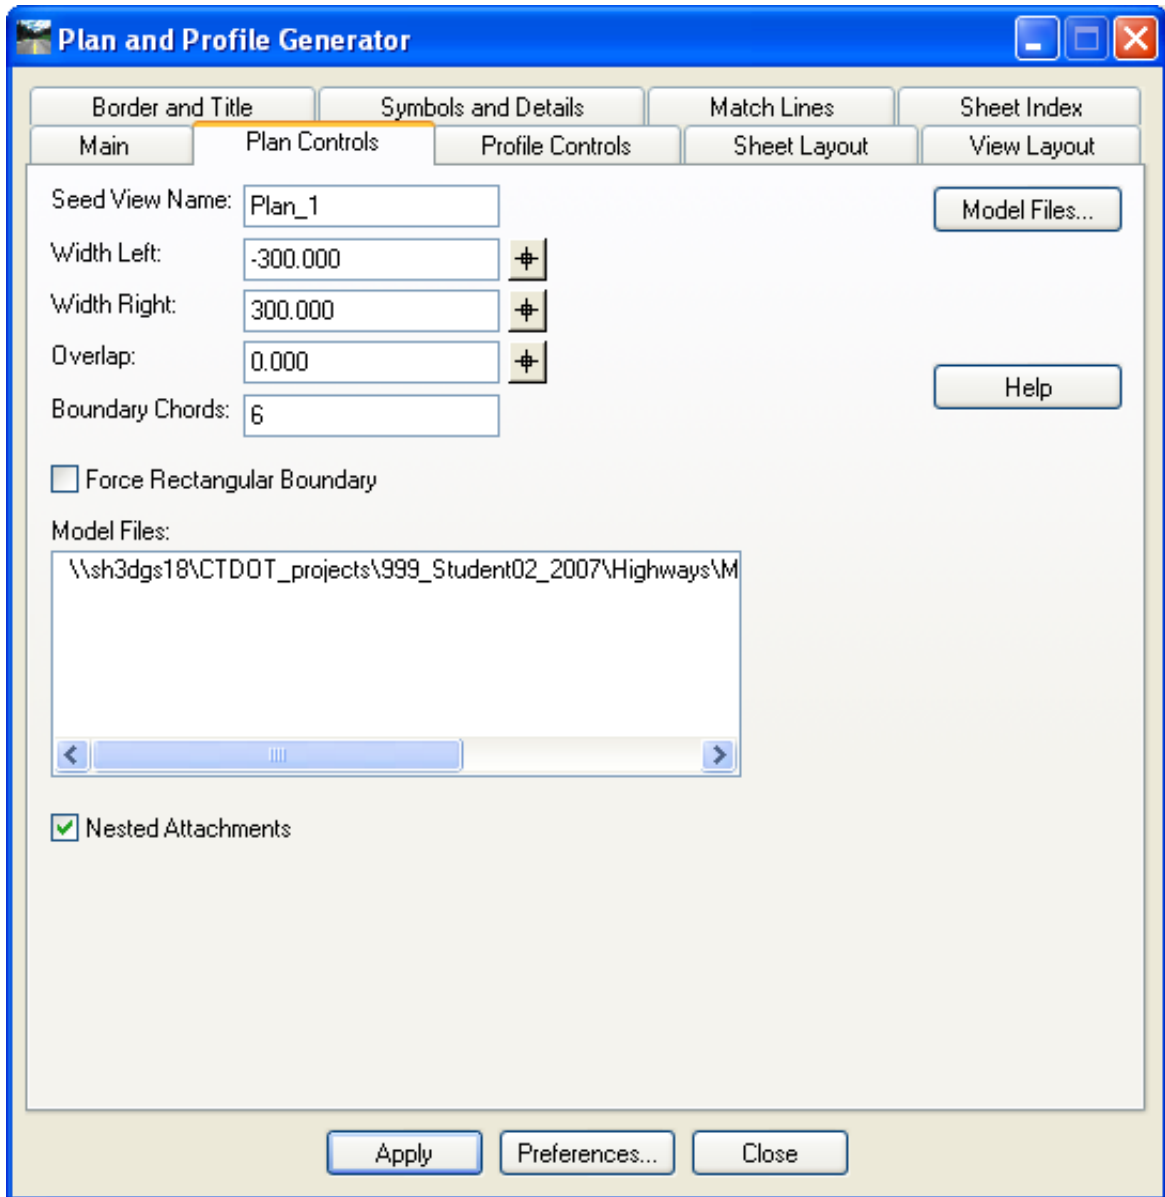 Plan and Profile Generator
Border and Title Symbols and Details Match Lines Sheet Index
Main Plan Controls Profile Controls Sheet Layout View Layout
Seed View Name: Plan_1 Model Files...
Width Left: -300.000
Width Right: 300.000
Overlap: 0.000
Help
Boundary Chords: 6
Force Rectangular Boundary
Model Files:
\\sh3dgs18\CTDOT_projects\999_Student02_2007\Highways\M
Nested Attachments
Apply Preferences... Close